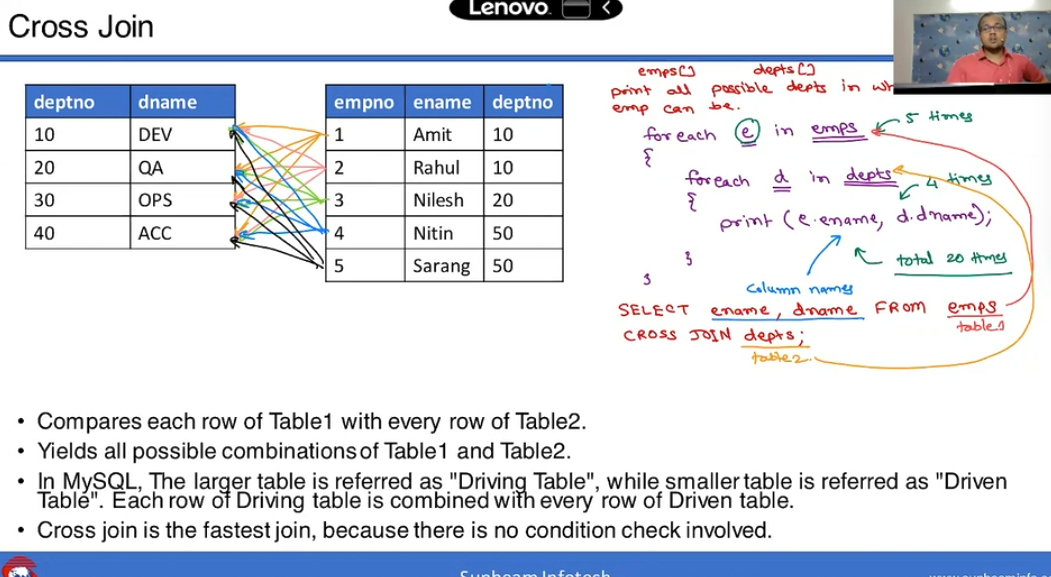 Lenovo
Cross Join
deptno dname
10 DEV
20 QA
30 OPS
40 ACC
empno ename deptno
1 Amit 10
2 Rahul 10
3 Nilesh 20
4 Nitin 50
5 Sarang 50
emps[] depts[]
print all possible depts in
emp can be.
for each e in emps
5 times
{
for each d in depts
4 times
{
print (e.ename, d.dname);
}
total 20 times
}
column names
SELECT ename, dname FROM emps
table1
CROSS JOIN depts;
table2
• Compares each row of Table1 with every row of Table2.
• Yields all possible combinations of Table1 and Table2.
• In MySQL, The larger table is referred as "Driving Table", while smaller table is referred as "Driven
Table". Each row of Driving table is combined with every row of Driven table.
• Cross join is the fastest join, because there is no condition check involved.
Sunbeam Infotech